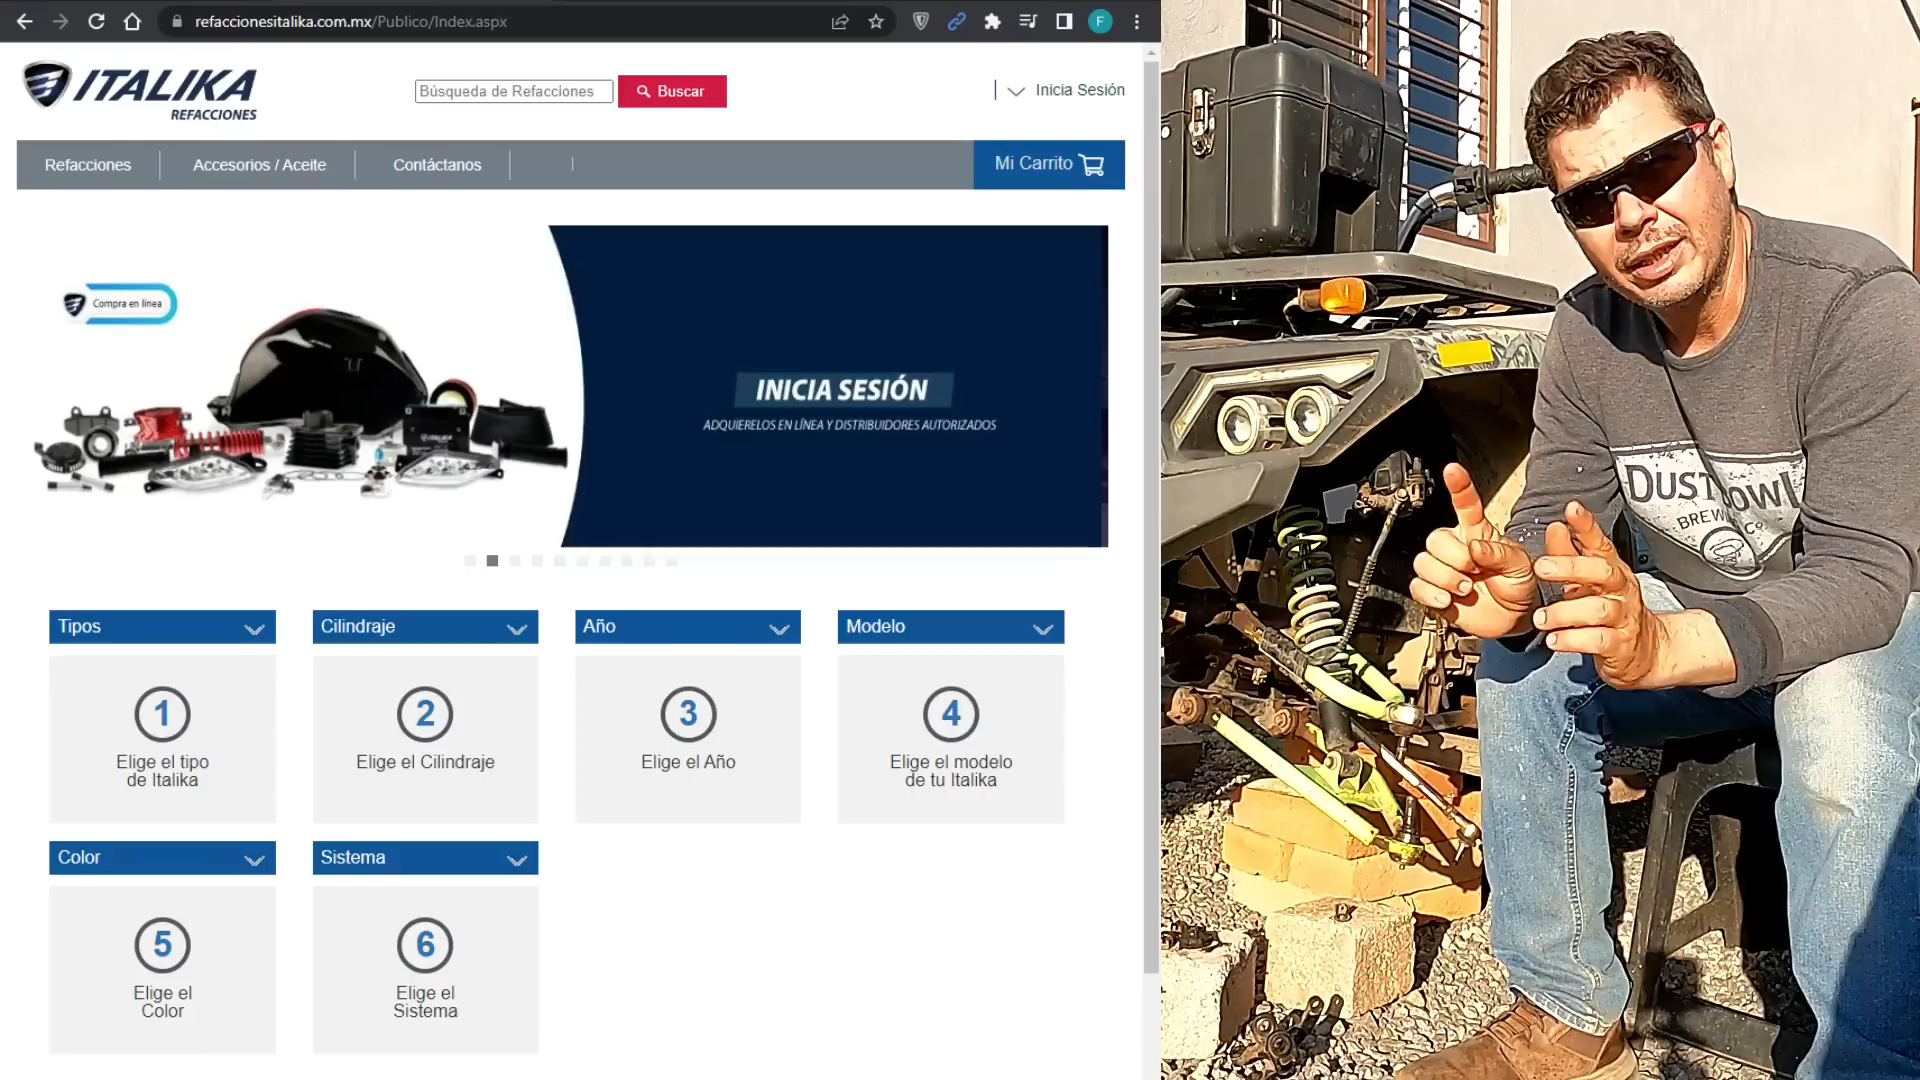 refaccionesitalika.com.mx/Publico/Index.aspx
F
ITALIKA
REFACCIONES
Búsqueda de Refacciones
Buscar
Inicia Sesión
Refacciones
Accesorios / Aceite
Contáctanos
Mi Carrito
Compra en línea
INICIA SESIÓN
ADQUIERELOS EN LÍNEA Y DISTRIBUIDORES AUTORIZADOS
Tipos
Cilindraje
Año
Modelo
1
Elige el tipo
de Italika
2
Elige el Cilindraje
3
Elige el Año
4
Elige el modelo
de tu Italika
Color
Sistema
5
Elige el
Color
6
Elige el
Sistema